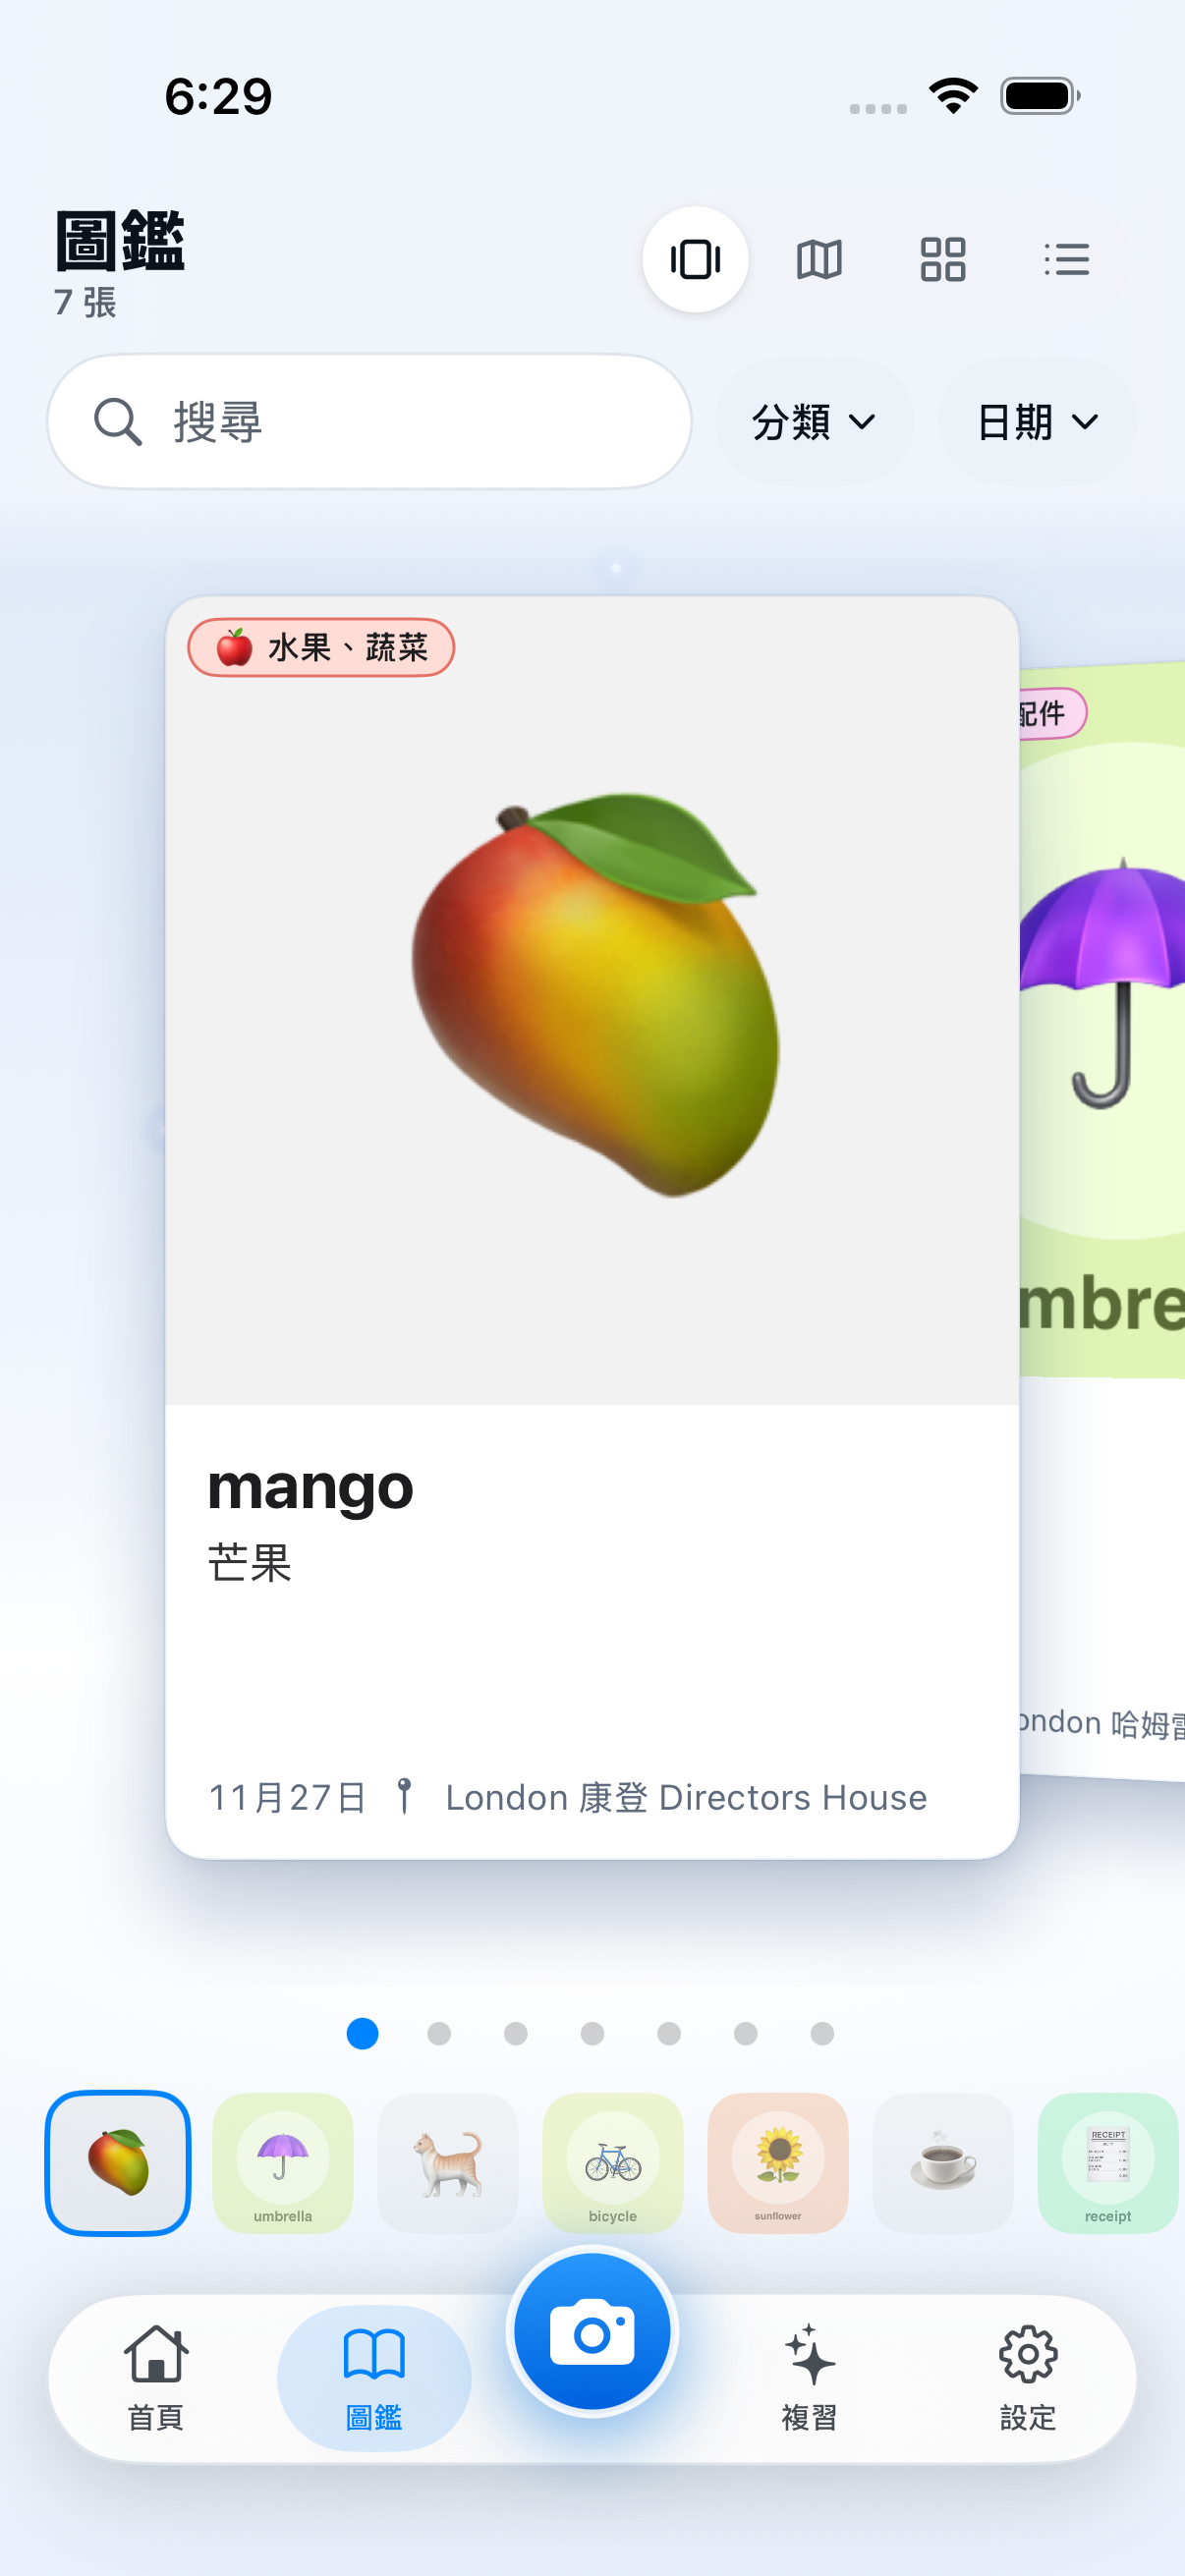 6:29
圖鑑
7 張
搜尋
分類
日期
水果、蔬菜
配件
mbre
mango
芒果
11月27日 London 康登 Directors House
ondon 哈姆雷
umbrella
bicycle
sunflower
RECEIPT
receipt
首頁
圖鑑
複習
設定